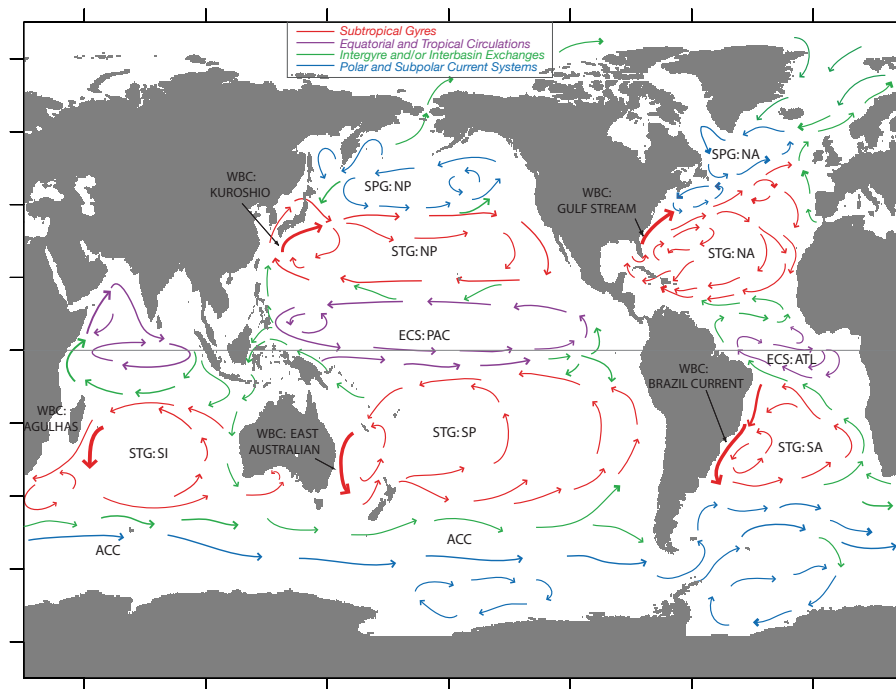 Subtropical Gyres
Equatorial and Tropical Circulations
Intergyre and/or Interbasin Exchanges
Polar and Subpolar Current Systems
WBC:
KUROSHIO
SPG:NP
WBC:
GULF STREAM
SPG:NA
STG:NP
STG:NA
ECS:PAC
ECS:ATL
WBC:
BRAZIL CURRENT
WBC:
AGULHAS
STG:SI
WBC: EAST
AUSTRALIAN
STG:SP
STG:SA
ACC
ACC